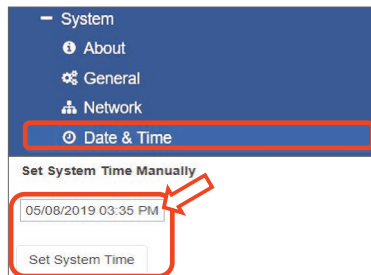 − System
About
General
Network
Date & Time
Set System Time Manually
05/08/2019 03:35 PM
Set System Time